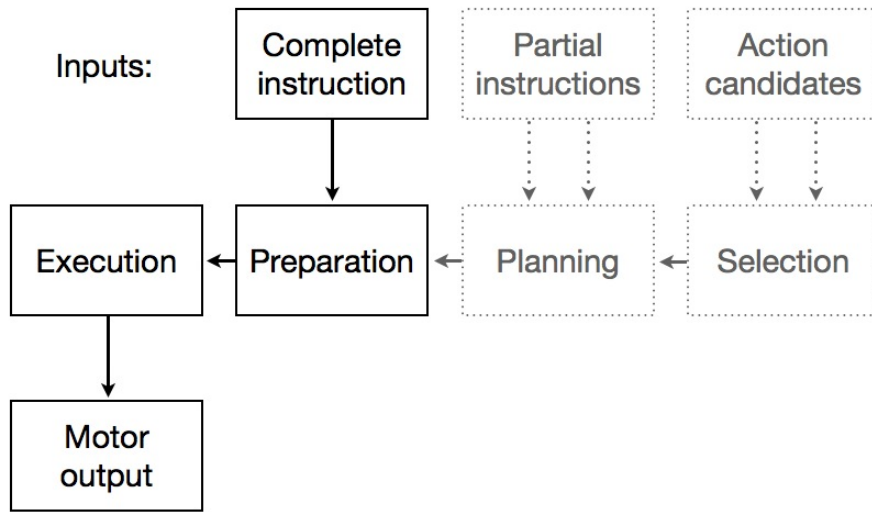 Inputs:
Complete
instruction
Partial
instructions
Action
candidates
Execution
Preparation
Planning
Selection
Motor
output